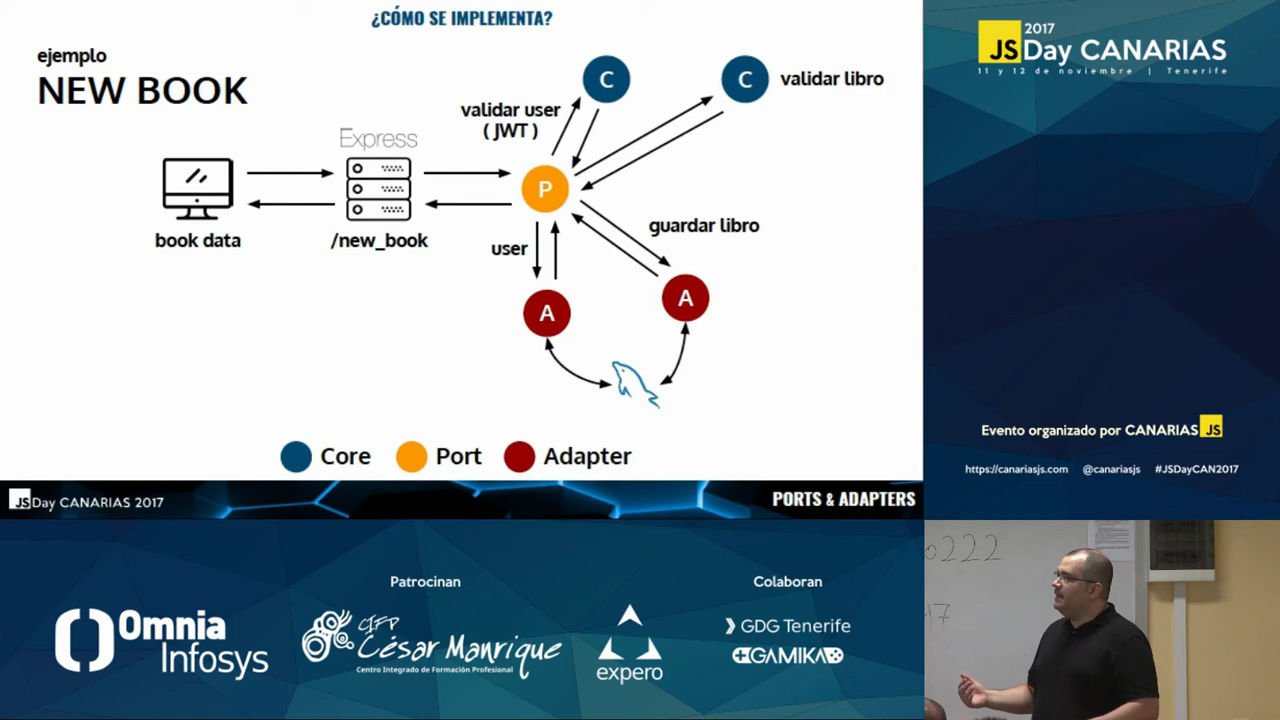 ¿CÓMO SE IMPLEMENTA?
ejemplo
NEW BOOK
C
C
validar libro
validar user
( JWT )
Express
P
book data
/new_book
user
guardar libro
A
A
Core
Port
Adapter
JSDay CANARIAS 2017
PORTS & ADAPTERS
2017
JSDay CANARIAS
11 y 12 de noviembre | Tenerife
Evento organizado por CANARIAS JS
https://canariasjs.com @canariasjs #JSDayCAN2017
Patrocinan
Colaboran
Omnia
Infosys
CIFP
César Manrique
Centro Integrado de Formación Profesional
expero
GDG Tenerife
GAMIKA
222